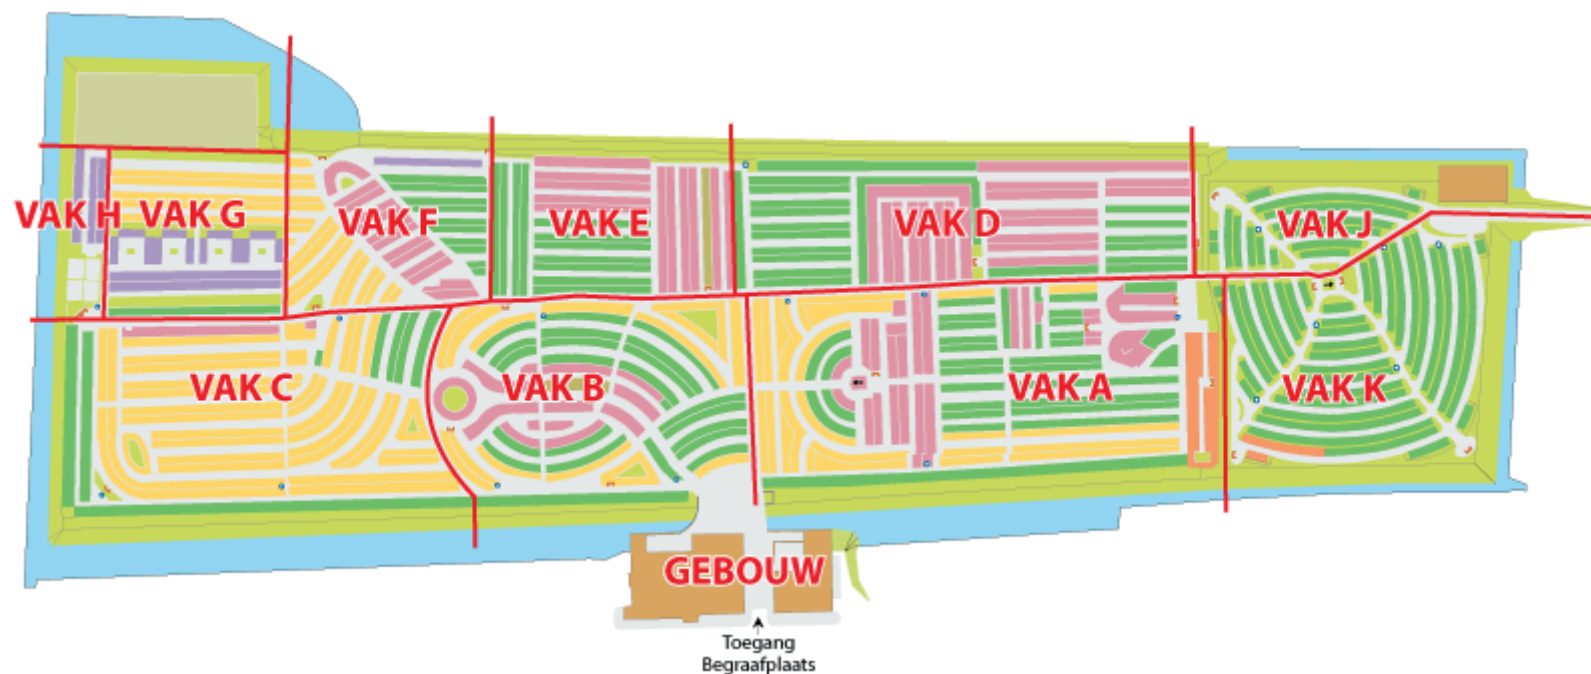 VAK H
VAK G
VAK F
VAK E
VAK D
VAK J
VAK C
VAK B
VAK A
VAK K
GEBOUW
Toegang
Begraafplaats